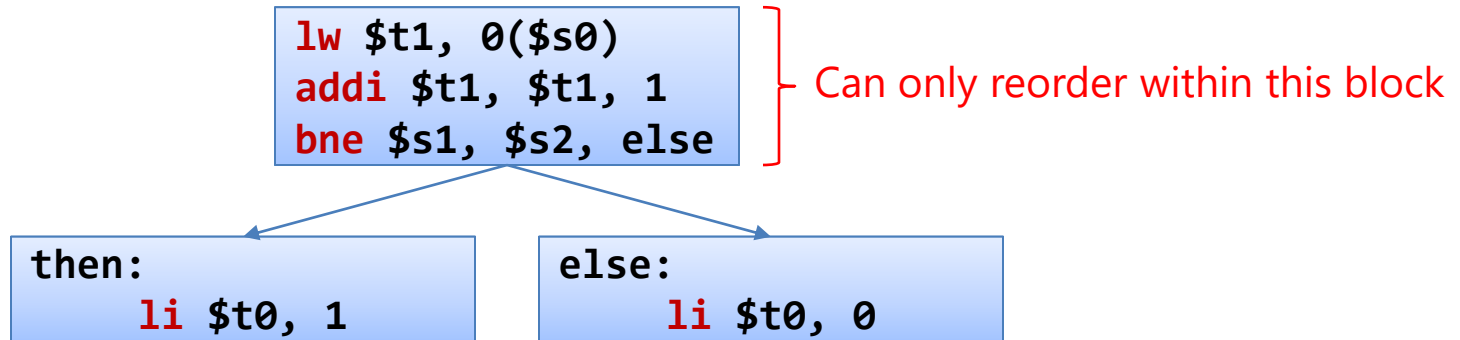 lw $t1, 0($s0)
addi $t1, $t1, 1
bne $s1, $s2, else
Can only reorder within this block
then:
li $t0, 1
else:
li $t0, 0